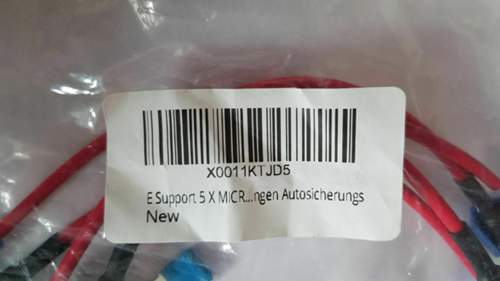 X0011KTJD5
E Support 5 X MICR...ngen Autosicherungs
New